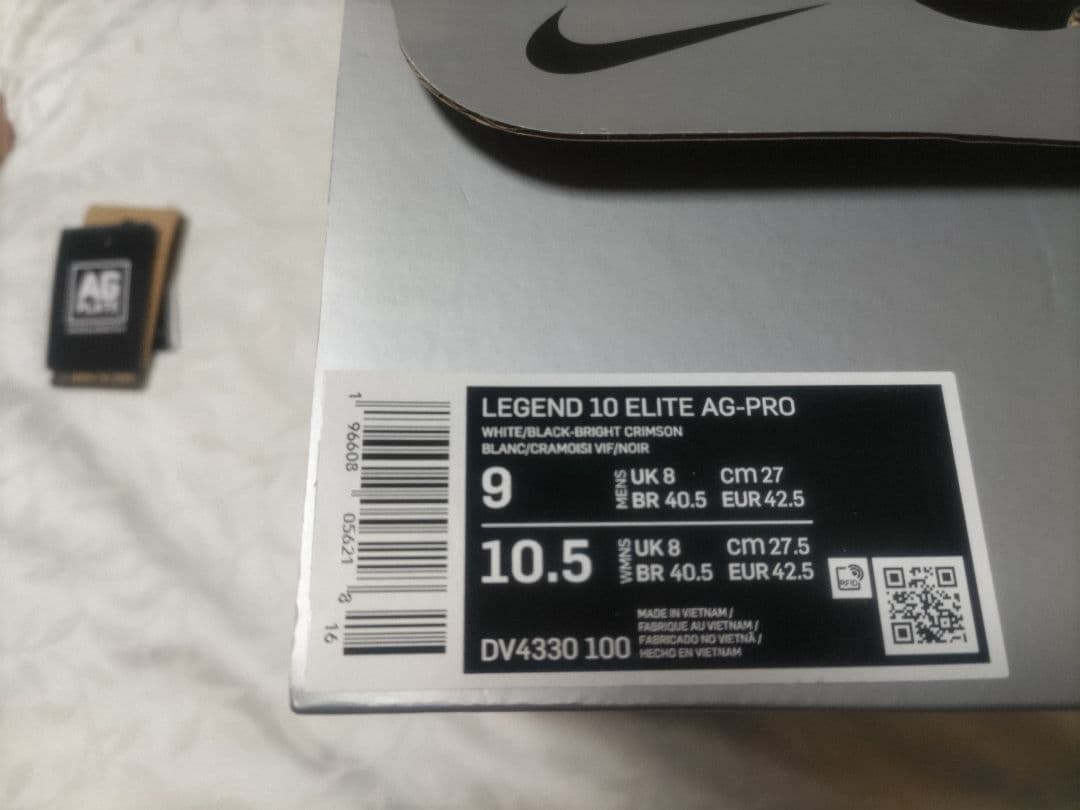 AG
LEGEND 10 ELITE AG-PRO
WHITE/BLACK-BRIGHT CRIMSON
BLANC/CRAMOISI VIF/NOIR
9 MENS UK 8 cm 27
BR 40.5 EUR 42.5
10.5 WMNS UK 8 cm 27.5
BR 40.5 EUR 42.5
RFID
MADE IN VIETNAM /
FABRIQUE AU VIETNAM /
FABRICADO NO VIETNÃ /
HECHO EN VIETNAM
DV4330 100
1 96608 05621 8 16